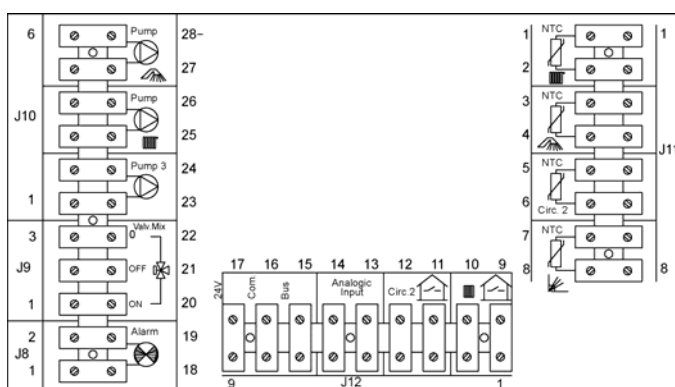 6 Pump 28-
27
J10
Pump 26
25
Pump 3 24
1 23
3 0 Valv.Mix 22
J9 OFF 21
1 ON 20
2 Alarm 19
J8
1 18
17 16 15 14 13 12 11 10 9
24V Com. Bus Analogic Input Circ.2
9 J12 1
1 NTC 1
2
3 NTC
4
J11
5 NTC
6 Circ. 2
7 NTC
8 8